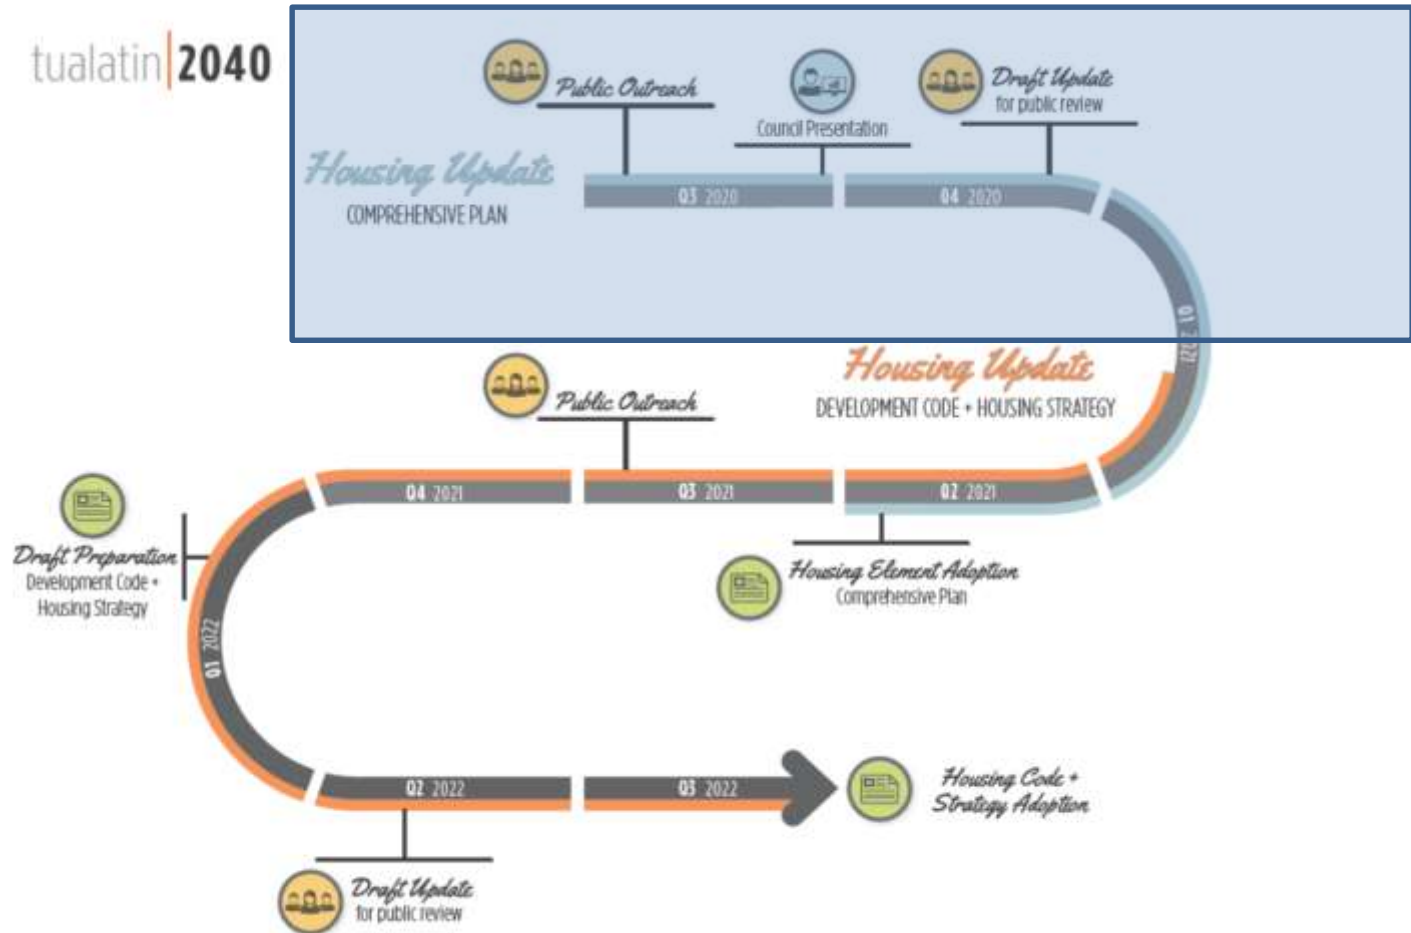 tualatin|2040
Public Outreach
Council Presentation
Draft Update
for public review
Housing Update
COMPREHENSIVE PLAN
Q3 2020
Q4 2020
Q1 2021
Housing Update
DEVELOPMENT CODE + HOUSING STRATEGY
Public Outreach
Q4 2021
Q3 2021
Q2 2021
Draft Preparation
Development Code +
Housing Strategy
Housing Element Adoption
Comprehensive Plan
Q1 2022
Q2 2022
Q3 2022
Housing Code +
Strategy Adoption
Draft Update
for public review